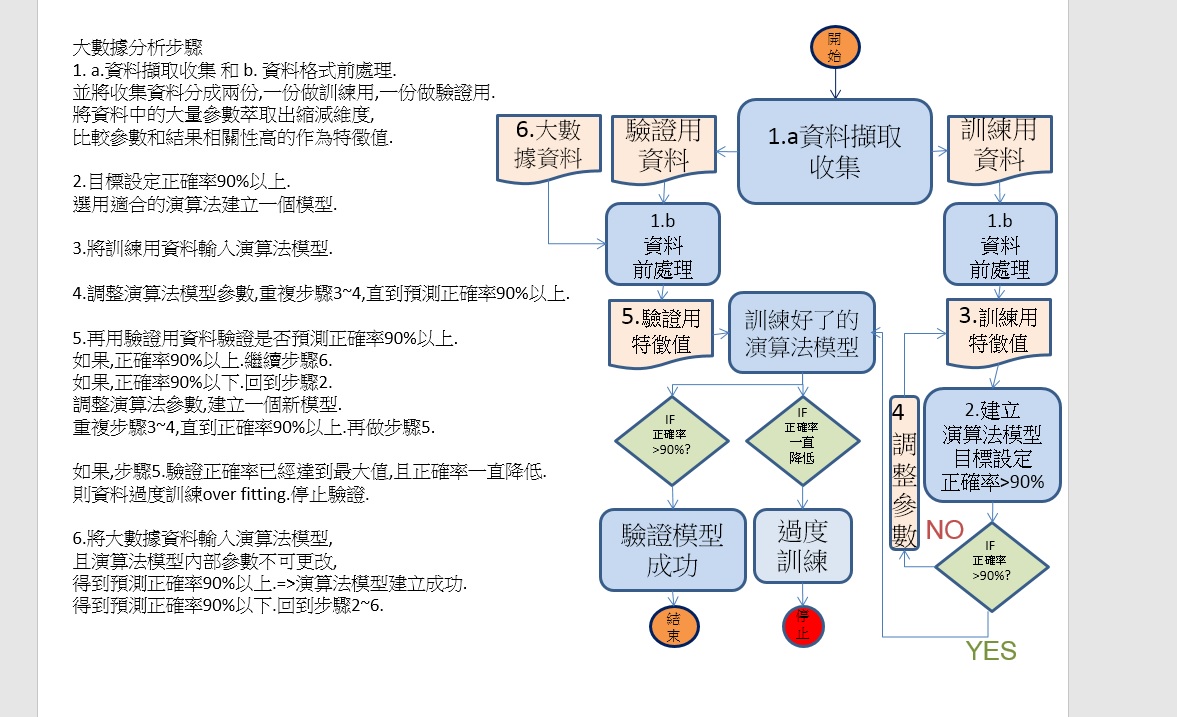 大數據分析步驟
1. a.資料擷取收集 和 b. 資料格式前處理.
並將收集資料分成兩份,一份做訓練用,一份做驗證用.
將資料中的大量參數萃取出縮減維度,
比較參數和結果相關性高的作為特徵值.
2.目標設定正確率90%以上.
選用適合的演算法建立一個模型.
3.將訓練用資料輸入演算法模型.
4.調整演算法模型參數,重複步驟3~4,直到預測正確率90%以上.
5.再用驗證用資料驗證是否預測正確率90%以上.
如果,正確率90%以上.繼續步驟6.
如果,正確率90%以下.回到步驟2.
調整演算法參數,建立一個新模型.
重複步驟3~4,直到正確率90%以上.再做步驟5.
如果,步驟5.驗證正確率已經達到最大值,且正確率一直降低.
則資料過度訓練over fitting.停止驗證.
6.將大數據資料輸入演算法模型,
且演算法模型內部參數不可更改,
得到預測正確率90%以上.=>演算法模型建立成功.
得到預測正確率90%以下.回到步驟2~6.
開
始
6.大數
據資料
驗證用
資料
1.a資料擷取
收集
訓練用
資料
1.b
資料
前處理
1.b
資料
前處理
5.驗證用
特徵值
訓練好了的
演算法模型
3.訓練用
特徵值
IF
正確率
>90%?
IF
正確率
一直
降低
4
調
整
參
數
2.建立
演算法模型
目標設定
正確率>90%
NO
驗證模型
成功
過度
訓練
IF
正確率
>90%?
結
束
停
止
YES